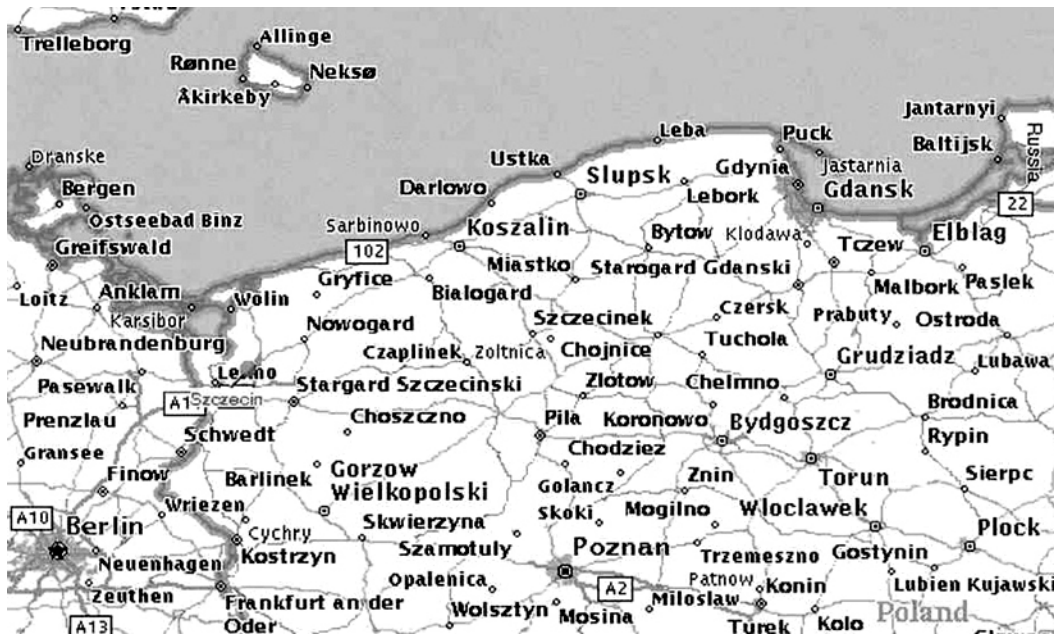 Trelleborg
Allinge
Rønne
Neksø
Åkirkeby
Jantarnyi
Leba
Puck
Baltijsk
Russia
Dranske
Ustka
Gdynia
Jastarnia
Bergen
Darlowo
Slupsk
Lebork
Gdansk
Ostseebad Binz
Sarbinowo
22
Greifswald
102
Koszalin
Bytow
Klodawa
Tczew
Elblag
Gryfice
Miastko
Starogard Gdanski
Loitz
Anklam
Wolin
Bialogard
Malbork
Paslek
Karsibor
Nowogard
Szczecinek
Czersk
Prabuty
Ostroda
Neubrandenburg
Czaplinek
Zoltnica
Chojnice
Tuchola
Grudziadz
Lubawa
Pasewalk
Stargard Szczecinski
Zlotow
Chelmno
Szczecin
Prenzlau
Choszczno
Pila
Koronowo
Bydgoszcz
Brodnica
Schwedt
Rypin
Gransee
Chodziez
Finow
Barlinek
Gorzow
Wielkopolski
Golancz
Znin
Torun
Sierpc
A10
Wriezen
Skoki
Mogilno
Wloclawek
Berlin
Cychry
Skwierzyna
Plock
Neuenhagen
Kostrzyn
Szamotuly
Poznan
Trzemeszno
Gostynin
Zeuthen
Opalenica
A2
Patnow
Konin
Lubien Kujawski
Frankfurt an der
Oder
Wolsztyn
Mosina
Miloslaw
Poland
A13
Turek
Kolo